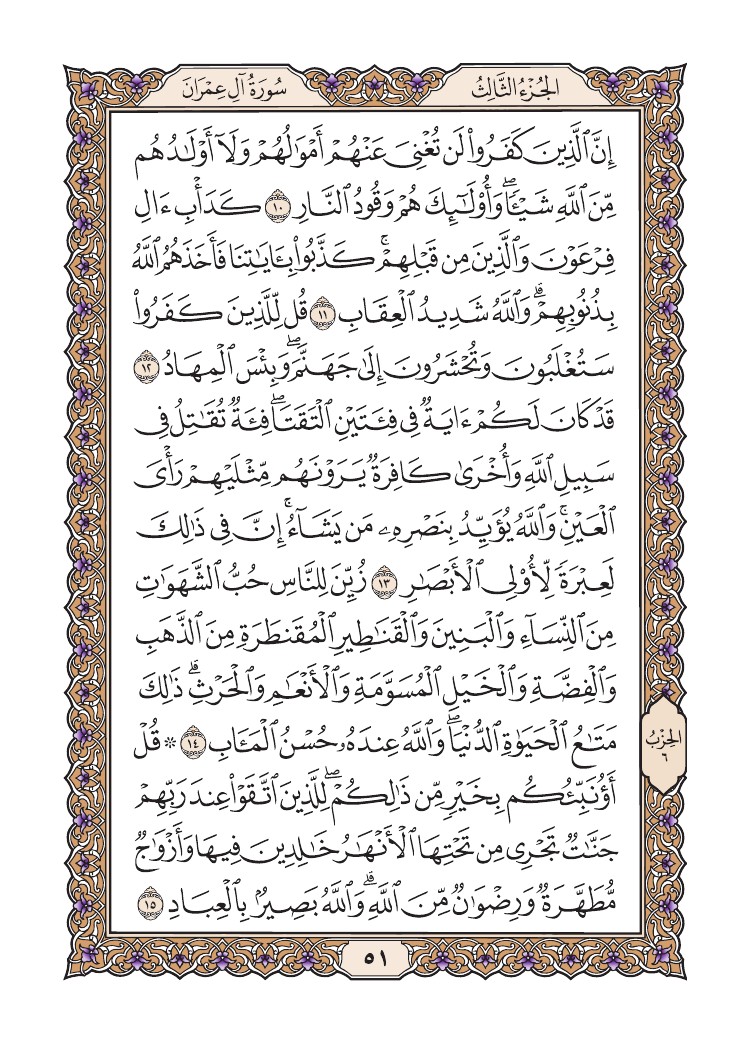 الجُزْءُ الثَّالِثُ
سُورَةُ آلِ عِمْرَانَ
إِنَّ ٱلَّذِينَ كَفَرُوا۟ لَن تُغْنِىَ عَنْهُمْ أَمْوَٰلُهُمْ وَلَآ أَوْلَـٰدُهُم
مِّنَ ٱللَّهِ شَيْـًٔا ۖ وَأُو۟لَـٰٓئِكَ هُمْ وَقُودُ ٱلنَّارِ ١٠ كَدَأْبِ ءَالِ
فِرْعَوْنَ وَٱلَّذِينَ مِن قَبْلِهِمْ ۚ كَذَّبُوا۟ بِـَٔايَـٰتِنَا فَأَخَذَهُمُ ٱللَّهُ
بِذُنُوبِهِمْ ۗ وَٱللَّهُ شَدِيدُ ٱلْعِقَابِ ١١ قُل لِّلَّذِينَ كَفَرُوا۟
سَتُغْلَبُونَ وَتُحْشَرُونَ إِلَىٰ جَهَنَّمَ ۖ وَبِئْسَ ٱلْمِهَادُ ١٢
قَدْ كَانَ لَكُمْ ءَايَةٌ فِى فِئَتَيْنِ ٱلْتَقَتَا ۖ فِئَةٌ تُقَـٰتِلُ فِى
سَبِيلِ ٱللَّهِ وَأُخْرَىٰ كَافِرَةٌ يَرَوْنَهُم مِّثْلَيْهِمْ رَأْىَ
ٱلْعَيْنِ ۚ وَٱللَّهُ يُؤَيِّدُ بِنَصْرِهِۦ مَن يَشَآءُ ۚ إِنَّ فِى ذَٰلِكَ
لَعِبْرَةً لِّأُو۟لِى ٱلْأَبْصَـٰرِ ١٣ زُيِّنَ لِلنَّاسِ حُبُّ ٱلشَّهَوَٰتِ
مِنَ ٱلنِّسَآءِ وَٱلْبَنِينَ وَٱلْقَنَـٰطِيرِ ٱلْمُقَنطَرَةِ مِنَ ٱلذَّهَبِ
وَٱلْفِضَّةِ وَٱلْخَيْلِ ٱلْمُسَوَّمَةِ وَٱلْأَنْعَـٰمِ وَٱلْحَرْثِ ۗ ذَٰلِكَ
مَتَـٰعُ ٱلْحَيَوٰةِ ٱلدُّنْيَا ۖ وَٱللَّهُ عِندَهُۥ حُسْنُ ٱلْمَـَٔابِ ١٤ ۞ قُلْ
أَؤُنَبِّئُكُم بِخَيْرٍ مِّن ذَٰلِكُمْ ۖ لِلَّذِينَ ٱتَّقَوْا۟ عِندَ رَبِّهِمْ
جَنَّـٰتٌ تَجْرِى مِن تَحْتِهَا ٱلْأَنْهَـٰرُ خَـٰلِدِينَ فِيهَا وَأَزْوَٰجٌ
مُّطَهَّرَةٌ وَرِضْوَٰنٌ مِّنَ ٱللَّهِ ۗ وَٱللَّهُ بَصِيرٌۢ بِٱلْعِبَادِ ١٥
الحِزْبُ
٦
٥١